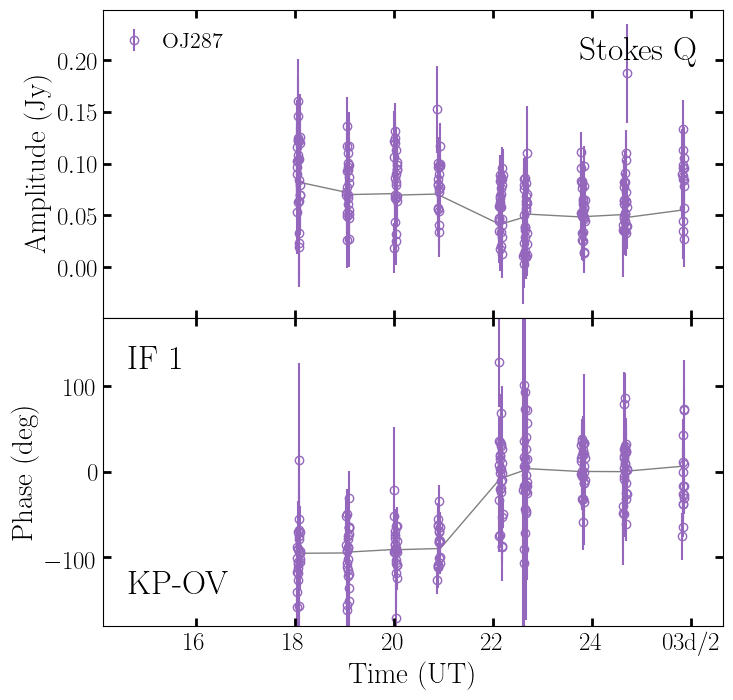 OJ287
Stokes Q
Amplitude (Jy)
0.20
0.15
0.10
0.05
0.00
IF 1
KP-OV
Phase (deg)
100
0
−100
16 18 20 22 24 03d/2
Time (UT)